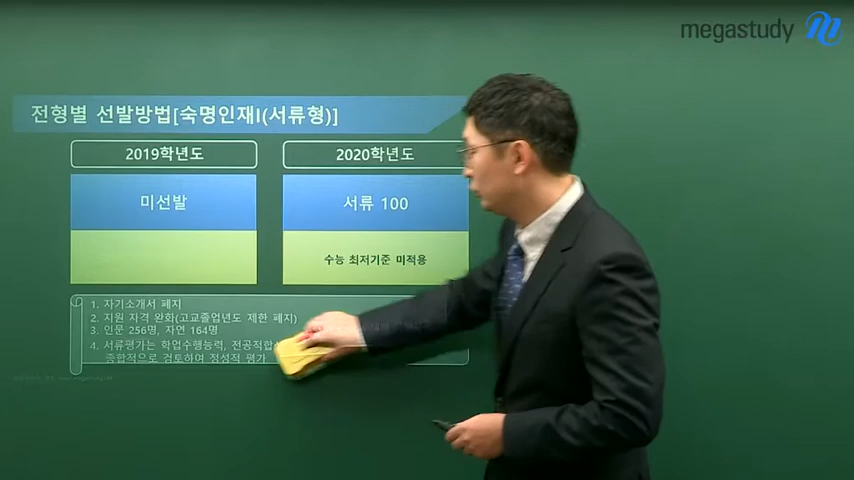 megastudy
전형별 선발방법[숙명인재I(서류형)]
2019학년도
2020학년도
미선발
서류 100
수능 최저기준 미적용
1. 자기소개서 폐지
2. 지원 자격 완화(고교졸업년도 제한 폐지)
3. 인문 256명, 자연 164명
4. 서류평가는 학업수행능력, 전공적합
종합적으로 검토하여 정성적 평가